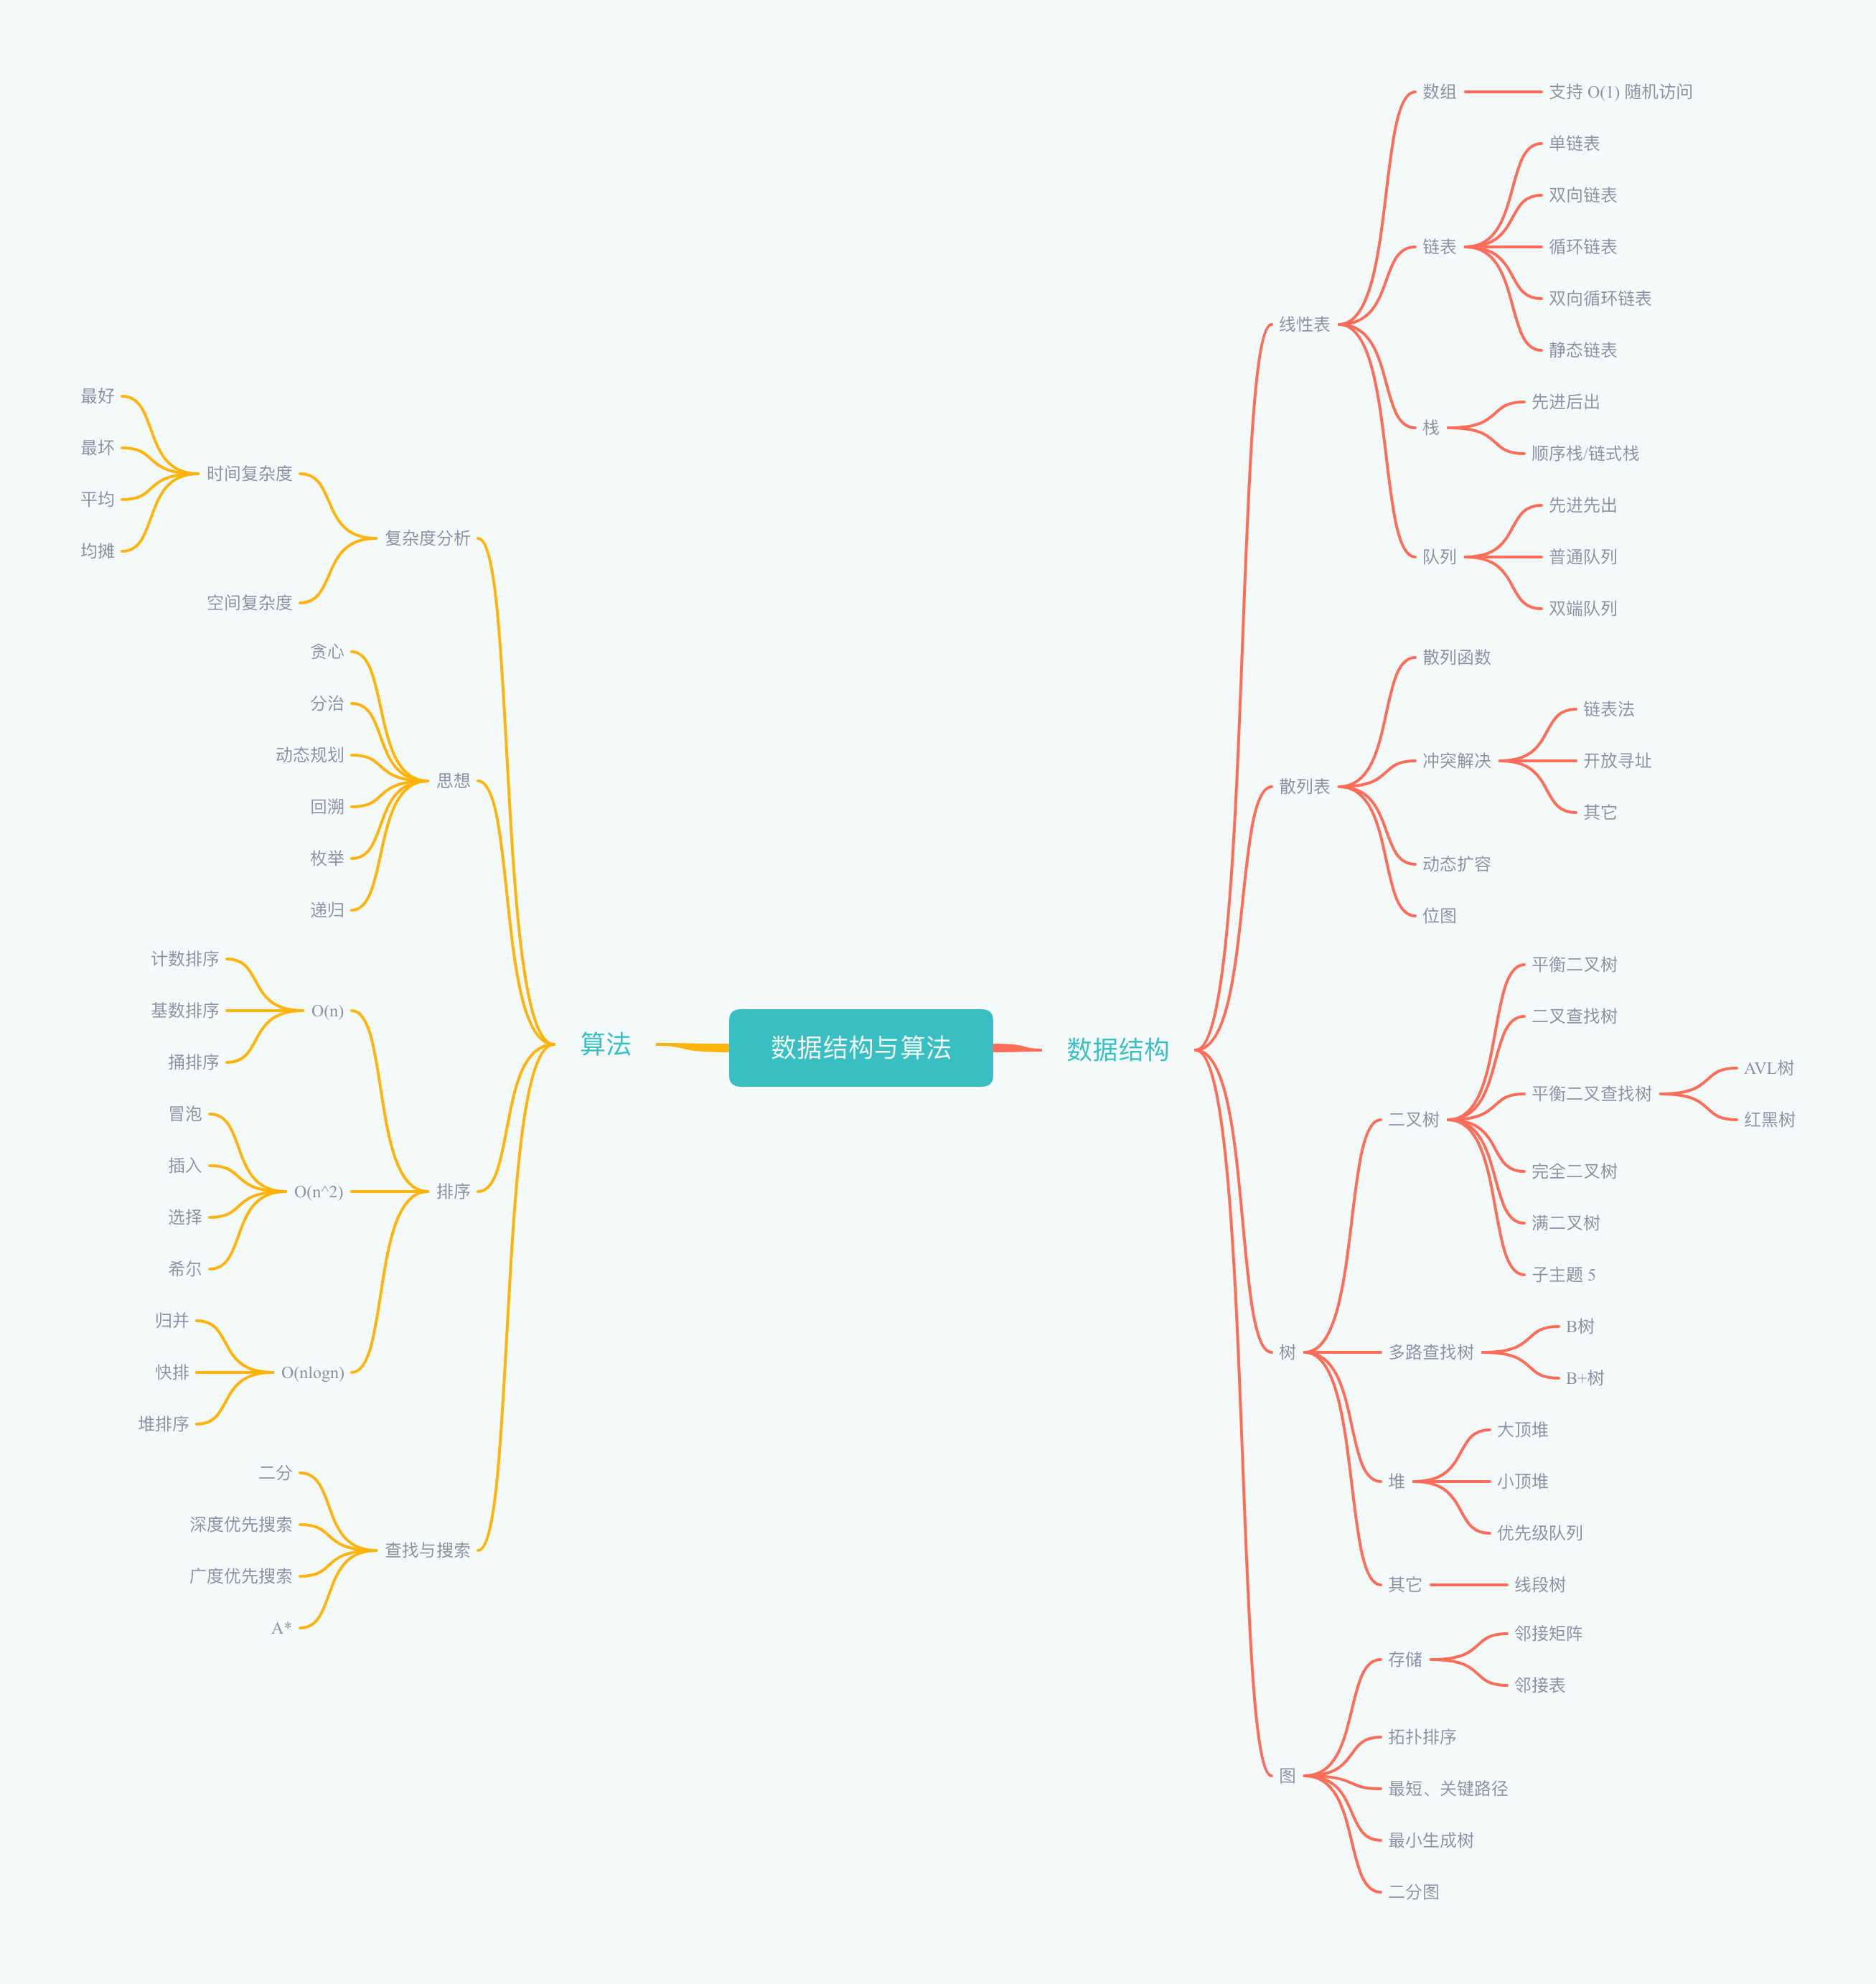 数据结构与算法
算法
复杂度分析
时间复杂度
最好
最坏
平均
均摊
空间复杂度
思想
贪心
分治
动态规划
回溯
枚举
递归
排序
O(n)
计数排序
基数排序
捅排序
O(n^2)
冒泡
插入
选择
希尔
O(nlogn)
归并
快排
堆排序
查找与搜索
二分
深度优先搜索
广度优先搜索
A*
数据结构
线性表
数组
支持 O(1) 随机访问
链表
单链表
双向链表
循环链表
双向循环链表
静态链表
栈
先进后出
顺序栈/链式栈
队列
先进先出
普通队列
双端队列
散列表
散列函数
冲突解决
链表法
开放寻址
其它
动态扩容
位图
树
二叉树
平衡二叉树
二叉查找树
平衡二叉查找树
AVL树
红黑树
完全二叉树
满二叉树
子主题 5
多路查找树
B树
B+树
堆
大顶堆
小顶堆
优先级队列
其它
线段树
图
存储
邻接矩阵
邻接表
拓扑排序
最短、关键路径
最小生成树
二分图